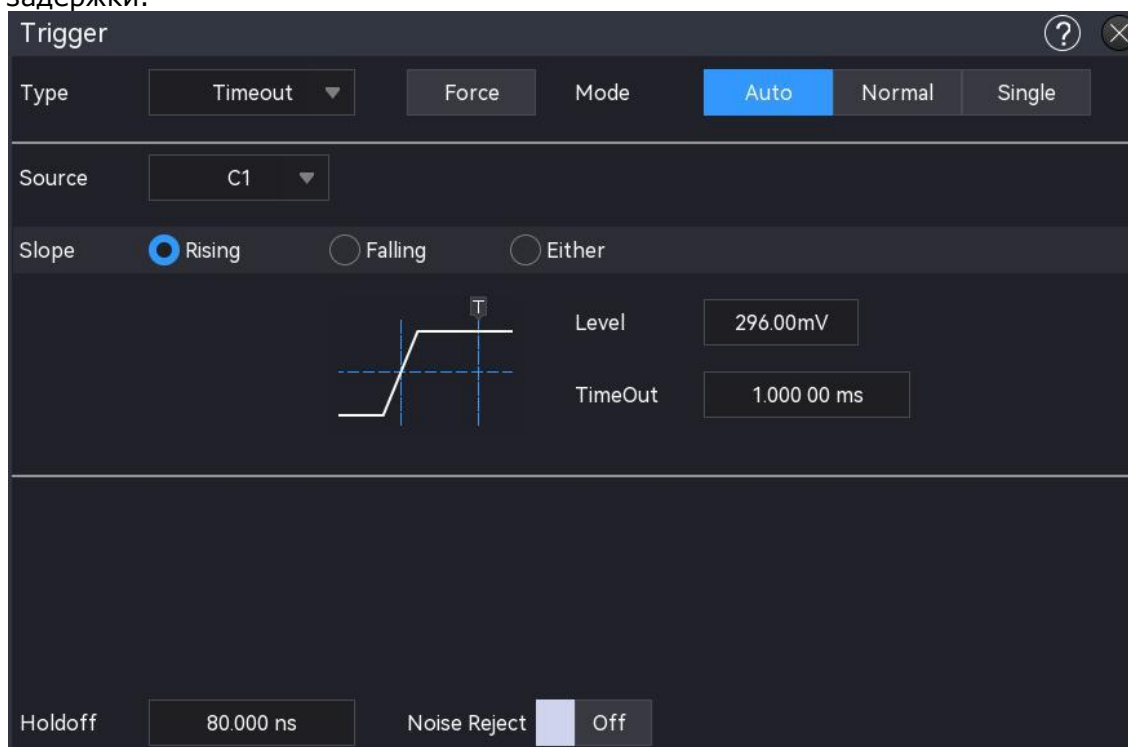 задержки.
Trigger ?
Type Timeout Force Mode Auto Normal Single
Source C1
Slope Rising Falling Either
T
Level 296.00mV
TimeOut 1.000 00 ms
Holdoff 80.000 ns Noise Reject Off